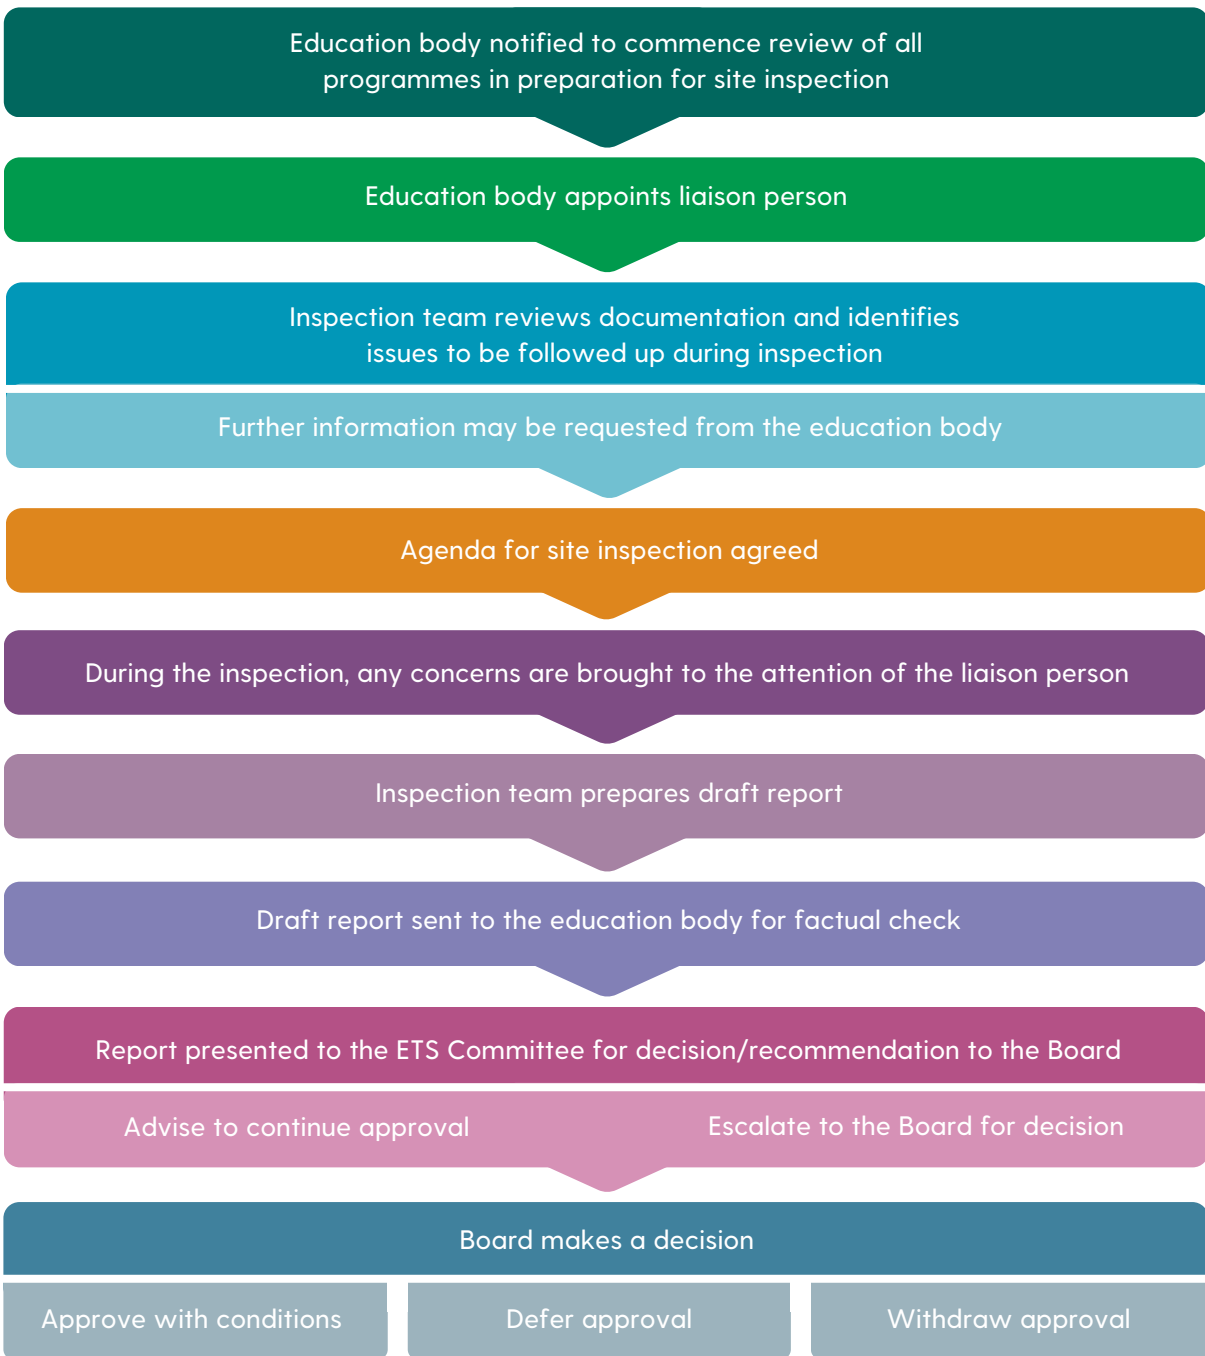 Education body notified to commence review of all
programmes in preparation for site inspection
Education body appoints liaison person
Inspection team reviews documentation and identifies
issues to be followed up during inspection
Further information may be requested from the education body
Agenda for site inspection agreed
During the inspection, any concerns are brought to the attention of the liaison person
Inspection team prepares draft report
Draft report sent to the education body for factual check
Report presented to the ETS Committee for decision/recommendation to the Board
Advise to continue approval
Escalate to the Board for decision
Board makes a decision
Approve with conditions
Defer approval
Withdraw approval